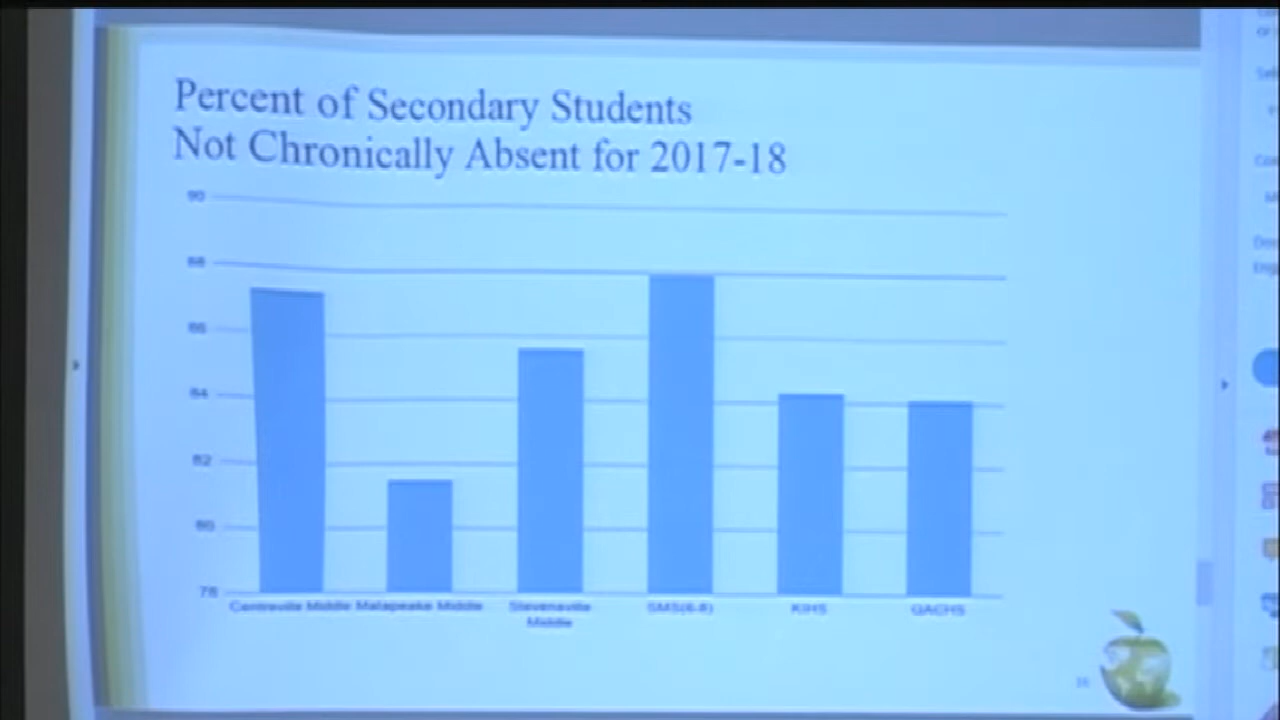 Percent of Secondary Students
Not Chronically Absent for 2017-18
90
88
86
84
82
80
78
Centreville Middle Matapeake Middle Stevensville SMS(6-8) KIHS QACHS
Middle